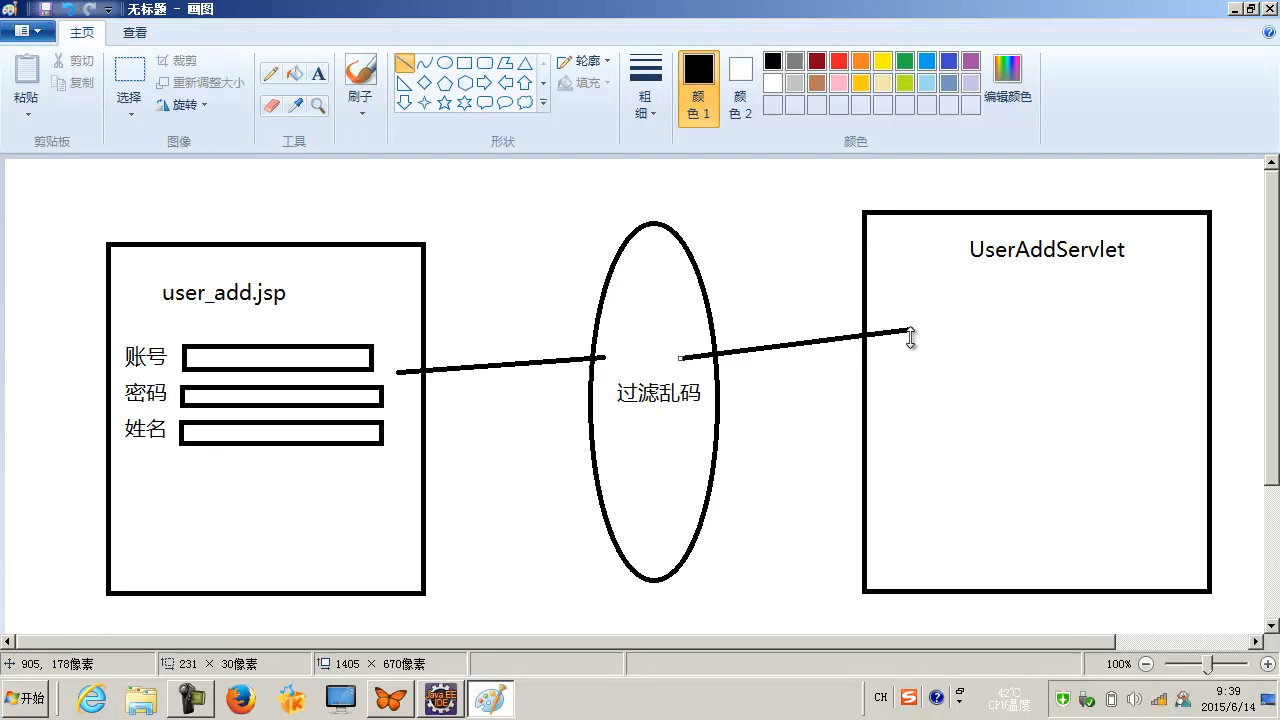 无标题 - 画图
主页
查看
粘贴
剪切
复制
剪贴板
选择
裁剪
重新调整大小
旋转
图像
A
工具
刷子
轮廓
填充
形状
粗
细
颜
色 1
颜
色 2
编辑颜色
颜色
user_add.jsp
账号
密码
姓名
过滤乱码
UserAddServlet
905, 178像素
231 × 30像素
1405 × 670像素
100%
开始
Java EE
IDE
CH
S
42℃
CPU温度
9:39
2015/6/14